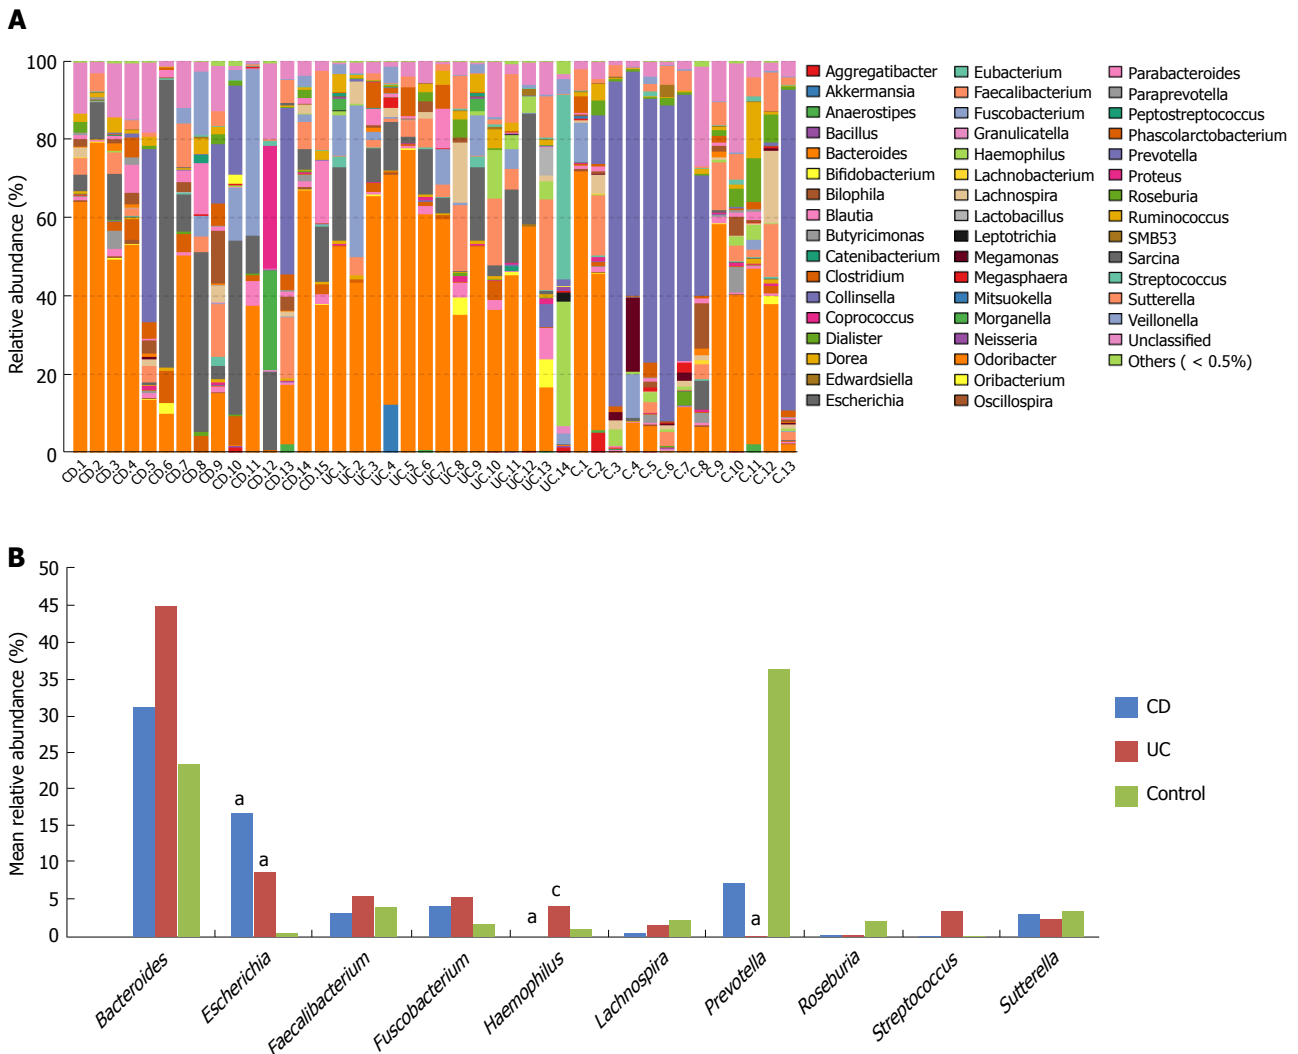 A
Relative abundance (%)
100
80
60
40
20
0
CD.1
CD.2
CD.3
CD.4
CD.5
CD.6
CD.7
CD.8
CD.9
CD.10
CD.11
CD.12
CD.13
CD.14
CD.15
UC.1
UC.2
UC.3
UC.4
UC.5
UC.6
UC.7
UC.8
UC.9
UC.10
UC.11
UC.12
UC.13
UC.14
C.1
C.2
C.3
C.4
C.5
C.6
C.7
C.8
C.9
C.10
C.11
C.12
C.13
Aggregatibacter
Akkermansia
Anaerostipes
Bacillus
Bacteroides
Bifidobacterium
Bilophila
Blautia
Butyricimonas
Catenibacterium
Clostridium
Collinsella
Coprococcus
Dialister
Dorea
Edwardsiella
Escherichia
Eubacterium
Faecalibacterium
Fuscobacterium
Granulicatella
Haemophilus
Lachnobacterium
Lachnospira
Lactobacillus
Leptotrichia
Megamonas
Megasphaera
Mitsuokella
Morganella
Neisseria
Odoribacter
Oribacterium
Oscillospira
Parabacteroides
Paraprevotella
Peptostreptococcus
Phascolarctobacterium
Prevotella
Proteus
Roseburia
Ruminococcus
SMB53
Sarcina
Streptococcus
Sutterella
Veillonella
Unclassified
Others ( < 0.5%)
B
Mean relative abundance (%)
50
45
40
35
30
25
20
15
10
5
0
a
a
a
c
a
Bacteroides
Escherichia
Faecalibacterium
Fuscobacterium
Haemophilus
Lachnospira
Prevotella
Roseburia
Streptococcus
Sutterella
CD
UC
Control